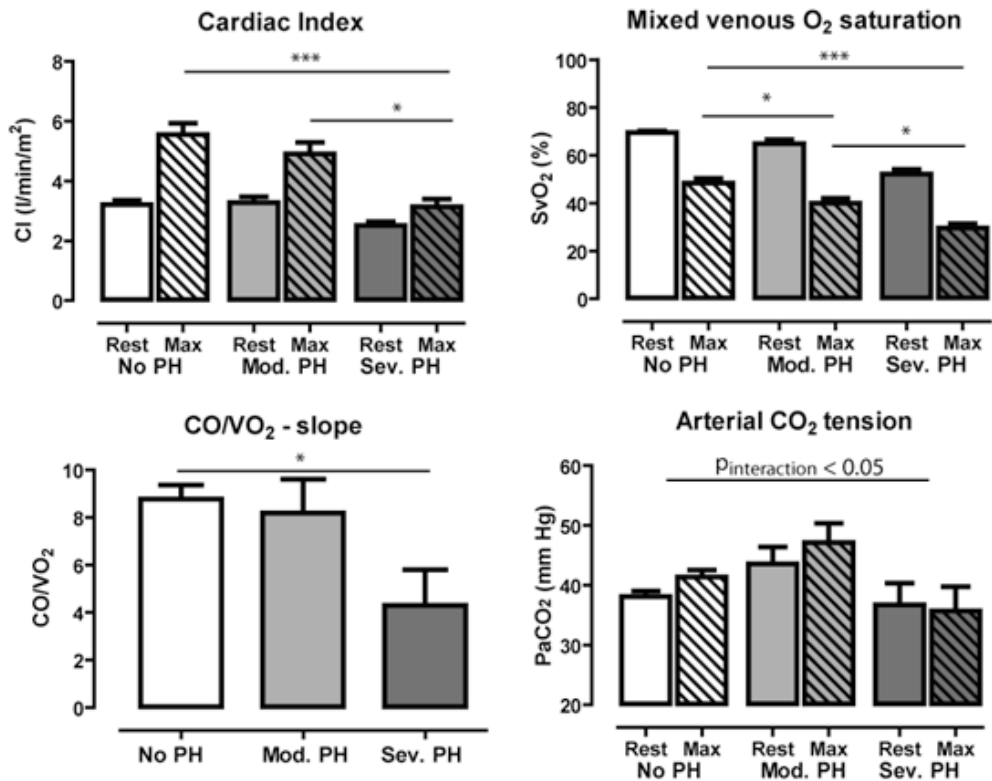 Cardiac Index
CI (l/min/m²)
8
6
4
2
0
***
*
Rest Max Rest Max Rest Max
No PH Mod. PH Sev. PH
Mixed venous O₂ saturation
SvO₂ (%)
100
80
60
40
20
0
***
*
*
Rest Max Rest Max Rest Max
No PH Mod. PH Sev. PH
CO/VO₂ - slope
CO/VO₂
10
8
6
4
2
0
*
No PH Mod. PH Sev. PH
Arterial CO₂ tension
PaCO₂ (mm Hg)
60
50
40
30
20
pinteraction < 0.05
Rest Max Rest Max Rest Max
No PH Mod. PH Sev. PH